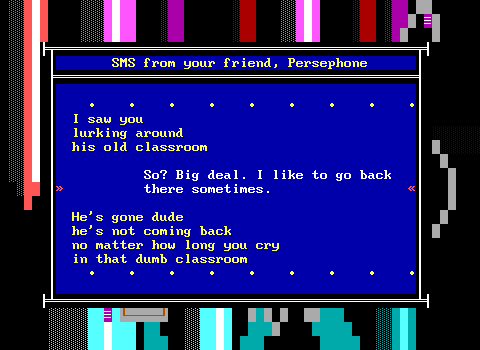 SMS from your friend, Persephone
I saw you
lurking around
his old classroom
So? Big deal. I like to go back
there sometimes.
He's gone dude
he's not coming back
no matter how long you cry
in that dumb classroom